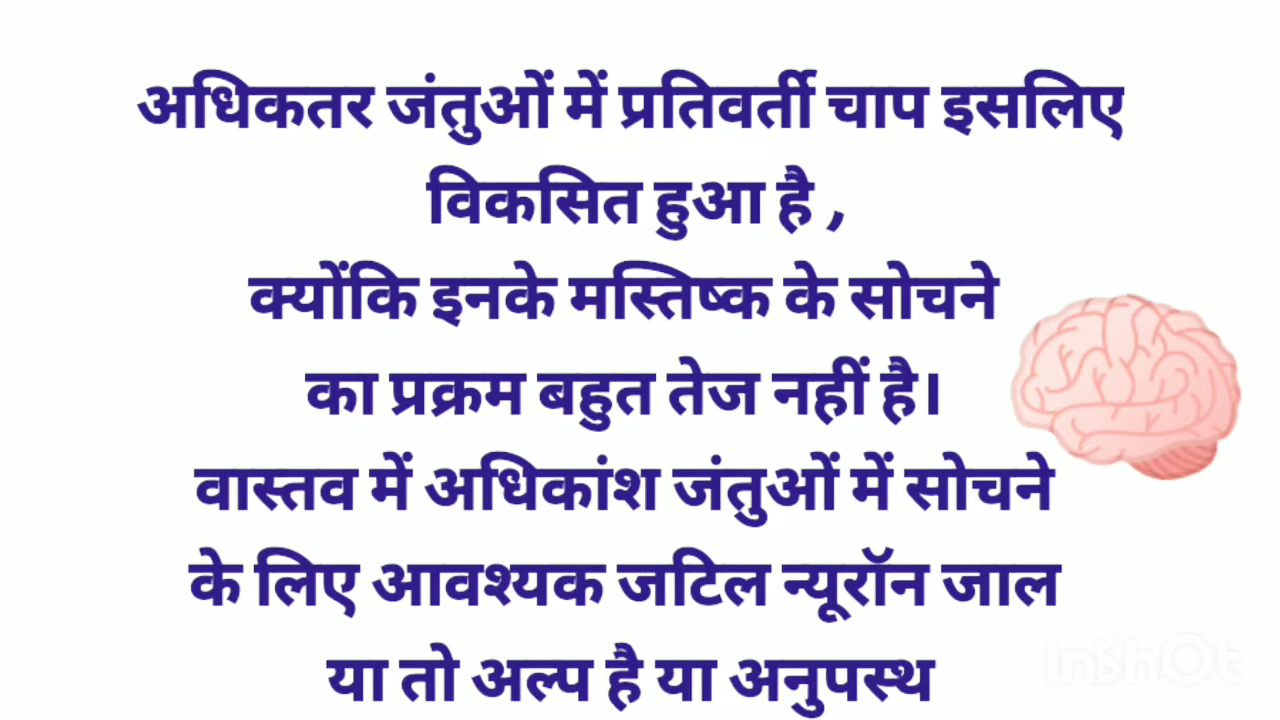 अधिकतर जंतुओं में प्रतिवर्ती चाप इसलिए
विकसित हुआ है ,
क्योंकि इनके मस्तिष्क के सोचने
का प्रक्रम बहुत तेज नहीं है।
वास्तव में अधिकांश जंतुओं में सोचने
के लिए आवश्यक जटिल न्यूरॉन जाल
या तो अल्प है या अनुपस्थ
InShOt